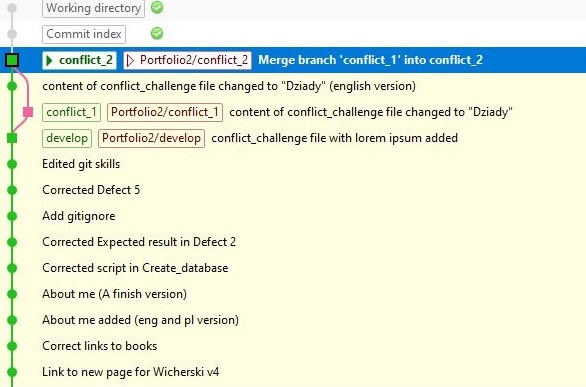 Working directory
Commit index
conflict_2 Portfolio2/conflict_2 Merge branch 'conflict_1' into conflict_2
content of conflict_challenge file changed to "Dziady" (english version)
conflict_1 Portfolio2/conflict_1 content of conflict_challenge file changed to "Dziady"
develop Portfolio2/develop conflict_challenge file with lorem ipsum added
Edited git skills
Corrected Defect 5
Add gitignore
Corrected Expected result in Defect 2
Corrected script in Create_database
About me (A finish version)
About me added (eng and pl version)
Correct links to books
Link to new page for Wicherski v4